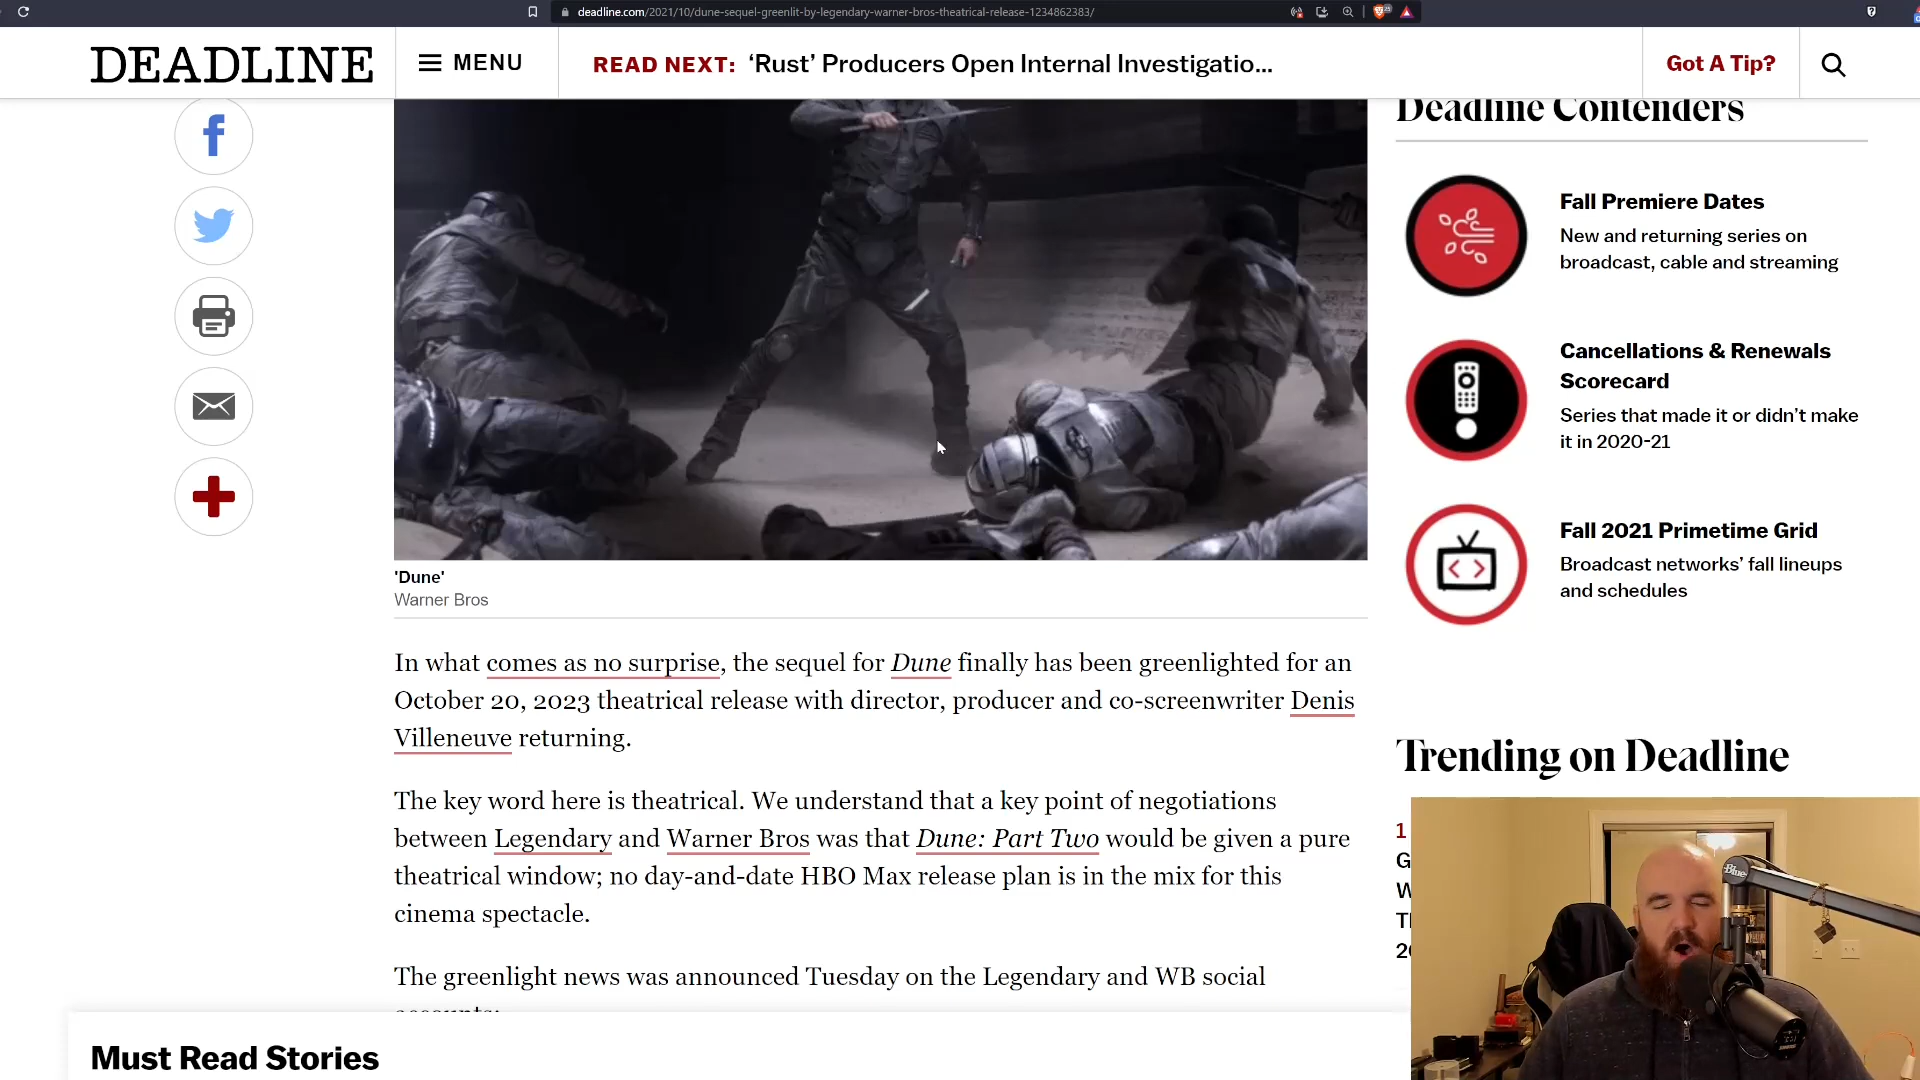 deadline.com/2021/10/dune-sequel-greenlit-by-legendary-warner-bros-theatrical-release-1234862383/
DEADLINE
MENU
READ NEXT: ‘Rust’ Producers Open Internal Investigatio...
Got A Tip?
Deadline Contenders
Fall Premiere Dates
New and returning series on
broadcast, cable and streaming
Cancellations & Renewals
Scorecard
Series that made it or didn’t make
it in 2020-21
Fall 2021 Primetime Grid
Broadcast networks’ fall lineups
and schedules
'Dune'
Warner Bros
In what comes as no surprise, the sequel for Dune finally has been greenlighted for an
October 20, 2023 theatrical release with director, producer and co-screenwriter Denis
Villeneuve returning.
The key word here is theatrical. We understand that a key point of negotiations
between Legendary and Warner Bros was that Dune: Part Two would be given a pure
theatrical window; no day-and-date HBO Max release plan is in the mix for this
cinema spectacle.
The greenlight news was announced Tuesday on the Legendary and WB social
Trending on Deadline
1
Blue
Must Read Stories